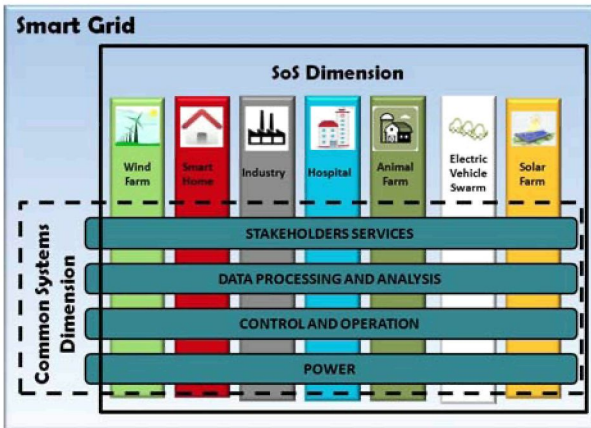 Smart Grid
SoS Dimension
Wind
Farm
Smart
Home
Industry
Hospital
Animal
Farm
Electric
Vehicle
Swarm
Solar
Farm
Common Systems
Dimension
STAKEHOLDERS SERVICES
DATA PROCESSING AND ANALYSIS
CONTROL AND OPERATION
POWER